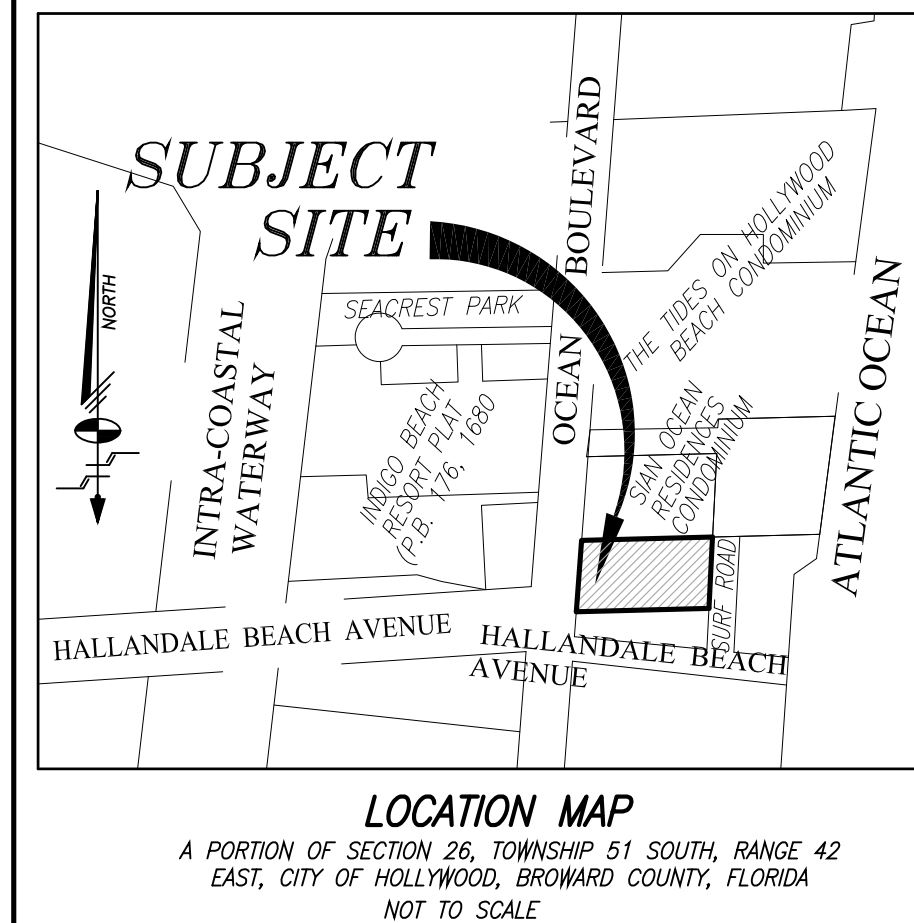 SUBJECT
SITE
NORTH
INTRA-COASTAL
WATERWAY
SEACREST PARK
INDIGO BEACH
RESORT PLAT
(P.B. 176, 1680
OCEAN BOULEVARD
THE TIDES ON HOLLYWOOD
BEACH CONDOMINIUM
SIAN OCEAN
RESIDENCES
CONDOMINIUM
ATLANTIC OCEAN
SURF ROAD
HALLANDALE BEACH AVENUE
HALLANDALE BEACH
AVENUE
LOCATION MAP
A PORTION OF SECTION 26, TOWNSHIP 51 SOUTH, RANGE 42
EAST, CITY OF HOLLYWOOD, BROWARD COUNTY, FLORIDA
NOT TO SCALE